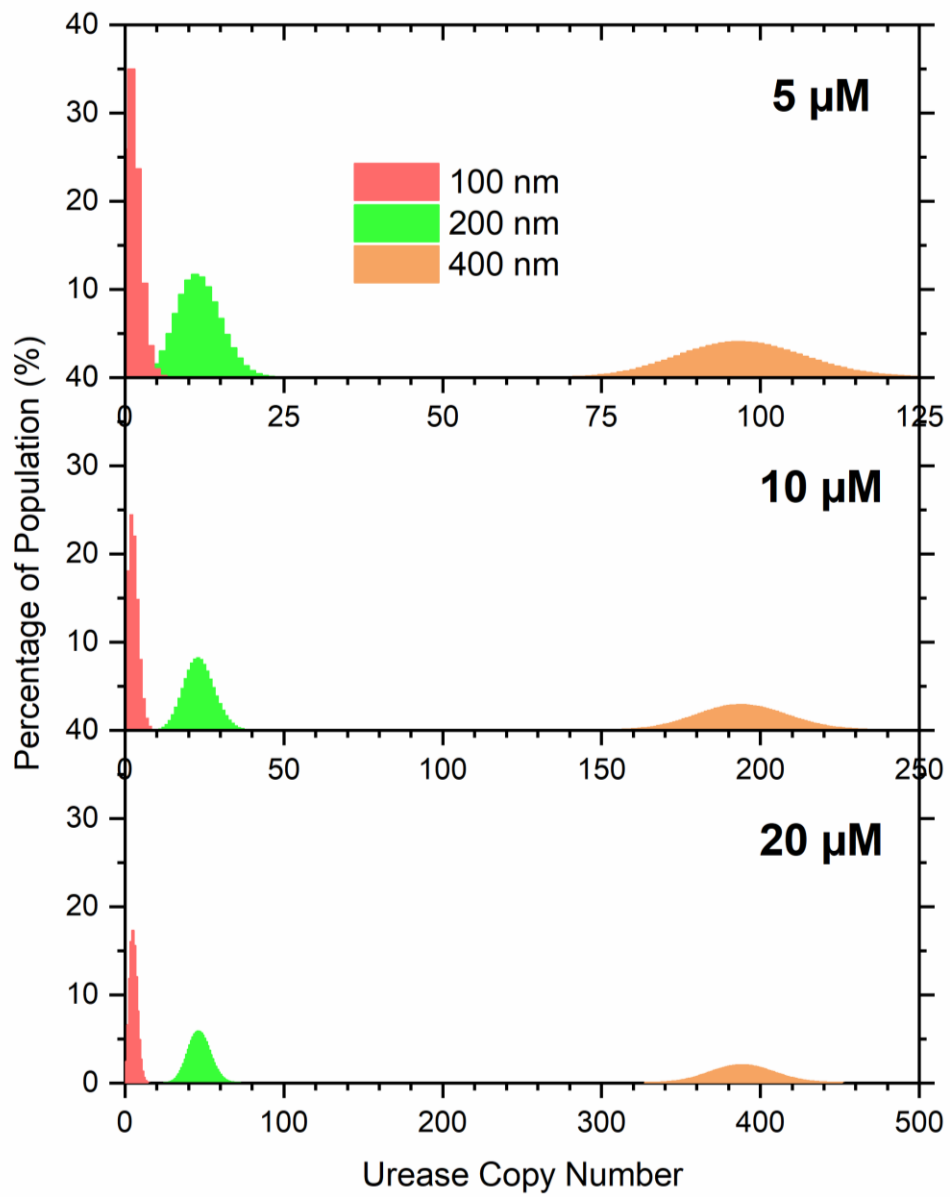 40
30
20
10
40
5 µM
100 nm
200 nm
400 nm
0 25 50 75 100 125
30
20
10
40
10 µM
0 50 100 150 200 250
30
20
10
0
20 µM
0 100 200 300 400 500
Percentage of Population (%)
Urease Copy Number